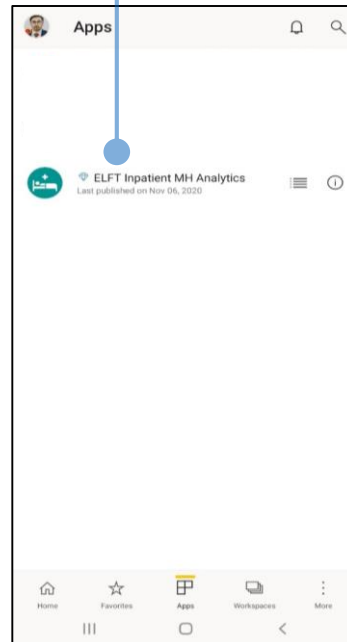 Apps
ELFT Inpatient MH Analytics
Last published on Nov 06, 2020
Home Favorites Apps Workspaces More